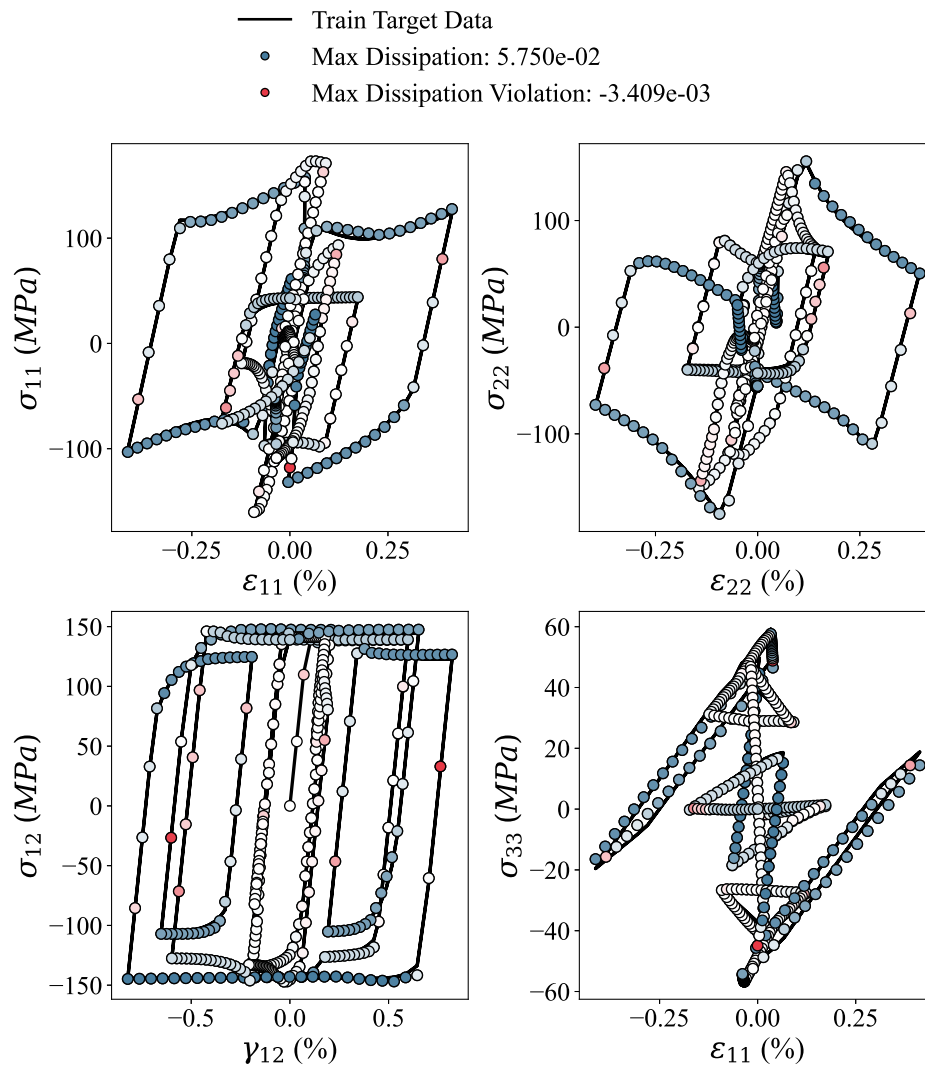 Train Target Data
Max Dissipation: 5.750e-02
Max Dissipation Violation: -3.409e-03
σ11 (MPa)
100
0
−100
−0.25
0.00
0.25
ε11 (%)
σ22 (MPa)
100
0
−100
−0.25
0.00
0.25
ε22 (%)
σ12 (MPa)
150
100
50
0
−50
−100
−150
−0.5
0.0
0.5
γ12 (%)
σ33 (MPa)
60
40
20
0
−20
−40
−60
−0.25
0.00
0.25
ε11 (%)